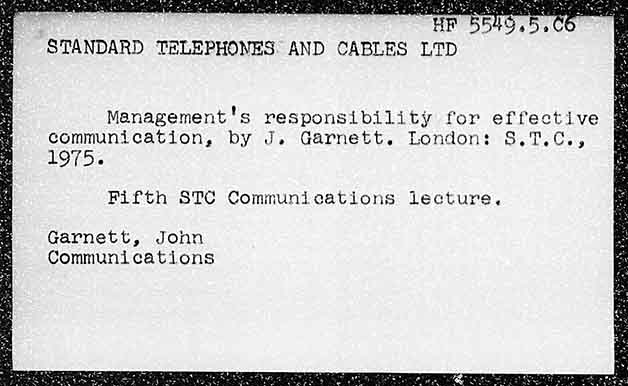 HF 5549.5.C6
STANDARD TELEPHONES AND CABLES LTD
Management's responsibility for effective
communication, by J. Garnett. London: S.T.C.,
1975.
Fifth STC Communications lecture.
Garnett, John
Communications